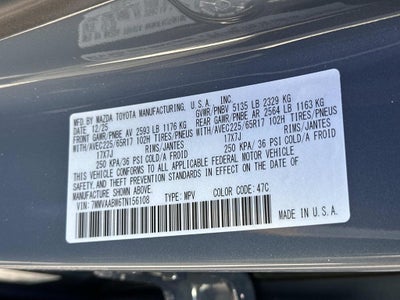 MFD. BY MAZDA TOYOTA MANUFACTURING, U.S.A. INC.
12/25 GVWR/PNBV 5135 LB 2329 KG
FRONT GAWR/PNBE AV 2593 LB 1176 KG REAR GAWR/PNBE AR 2564 LB 1163 KG
WITH/AVEC225/65R17 102H TIRES/PNEUS WITH/AVEC225/65R17 102H TIRES/PNEUS
17X7J RIMS/JANTES 17X7J RIMS/JANTES
250 KPA/36 PSI COLD/A FROID 250 KPA/36 PSI COLD/A FROID
THIS VEHICLE CONFORMS TO ALL APPLICABLE FEDERAL MOTOR VEHICLE
SAFETY, AND THEFT PREVENTION STANDARDS IN EFFECT ON THE DATE OF
MANUFACTURE SHOWN ABOVE.
VIN: 7MMVAABW6TN156108 TYPE: MPV COLOR CODE: 47C
MADE IN U.S.A.